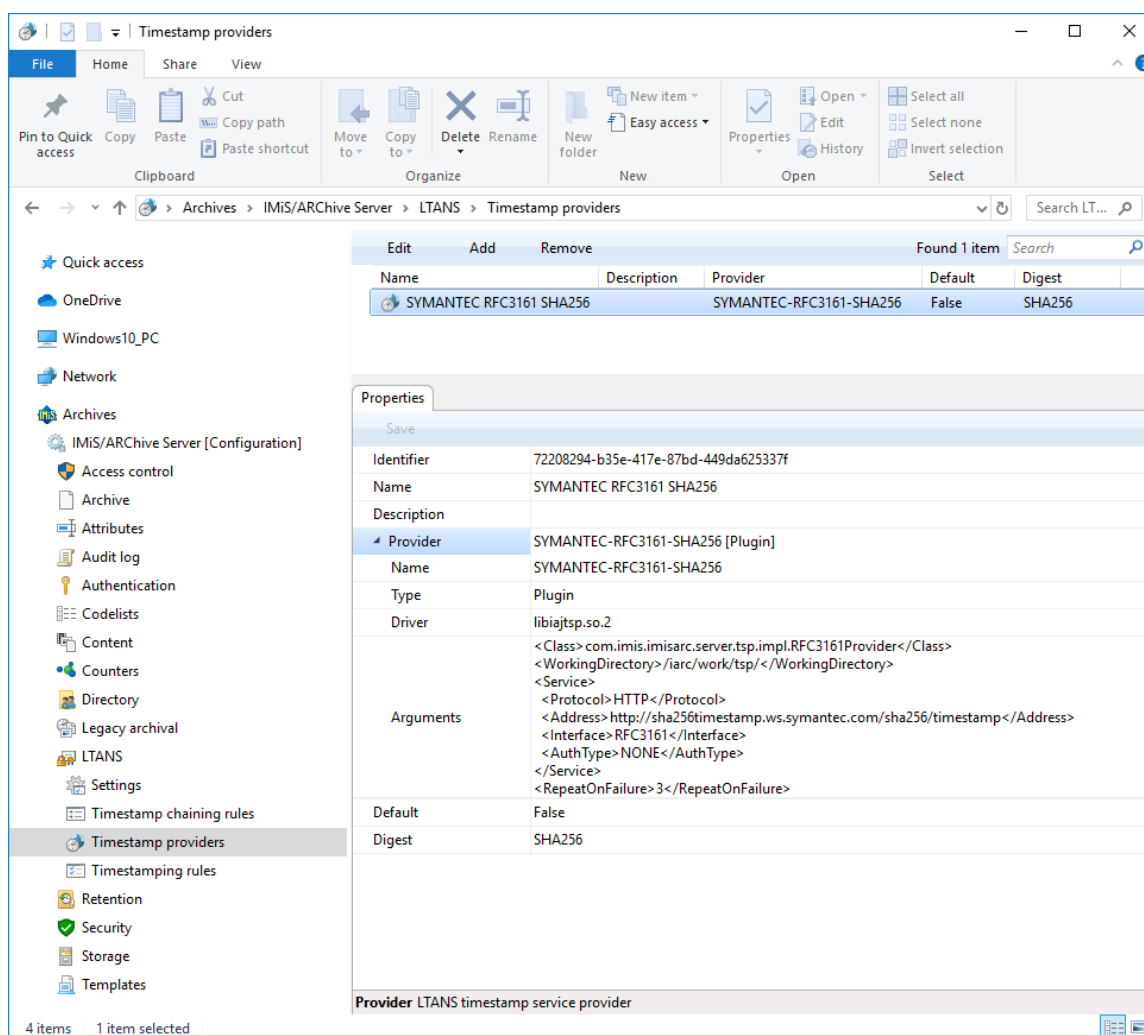 Timestamp providers
File Home Share View
Pin to Quick access
Copy
Paste
Cut
Copy path
Paste shortcut
Clipboard
Move to
Copy to
Delete
Rename
Organize
New folder
New item
Easy access
New
Properties
Open
Edit
History
Open
Select all
Select none
Invert selection
Select
Archives > IMiS/ARChive Server > LTANS > Timestamp providers
Search LT...
Quick access
OneDrive
Windows10_PC
Network
Archives
IMiS/ARChive Server [Configuration]
Access control
Archive
Attributes
Audit log
Authentication
Codelists
Content
Counters
Directory
Legacy archival
LTANS
Settings
Timestamp chaining rules
Timestamp providers
Timestamping rules
Retention
Security
Storage
Templates
Edit Add Remove Found 1 item Search
Name Description Provider Default Digest
SYMANTEC RFC3161 SHA256 SYMANTEC-RFC3161-SHA256 False SHA256
Properties
Save
Identifier 72208294-b35e-417e-87bd-449da625337f
Name SYMANTEC RFC3161 SHA256
Description
Provider SYMANTEC-RFC3161-SHA256 [Plugin]
Name SYMANTEC-RFC3161-SHA256
Type Plugin
Driver libiajtsp.so.2
Arguments
<Class>com.imis.imisarc.server.tsp.impl.RFC3161Provider</Class>
<WorkingDirectory>/iarc/work/tsp/</WorkingDirectory>
<Service>
<Protocol>HTTP</Protocol>
<Address>http://sha256timestamp.ws.symantec.com/sha256/timestamp</Address>
<Interface>RFC3161</Interface>
<AuthType>NONE</AuthType>
</Service>
<RepeatOnFailure>3</RepeatOnFailure>
Default False
Digest SHA256
Provider LTANS timestamp service provider
4 items 1 item selected